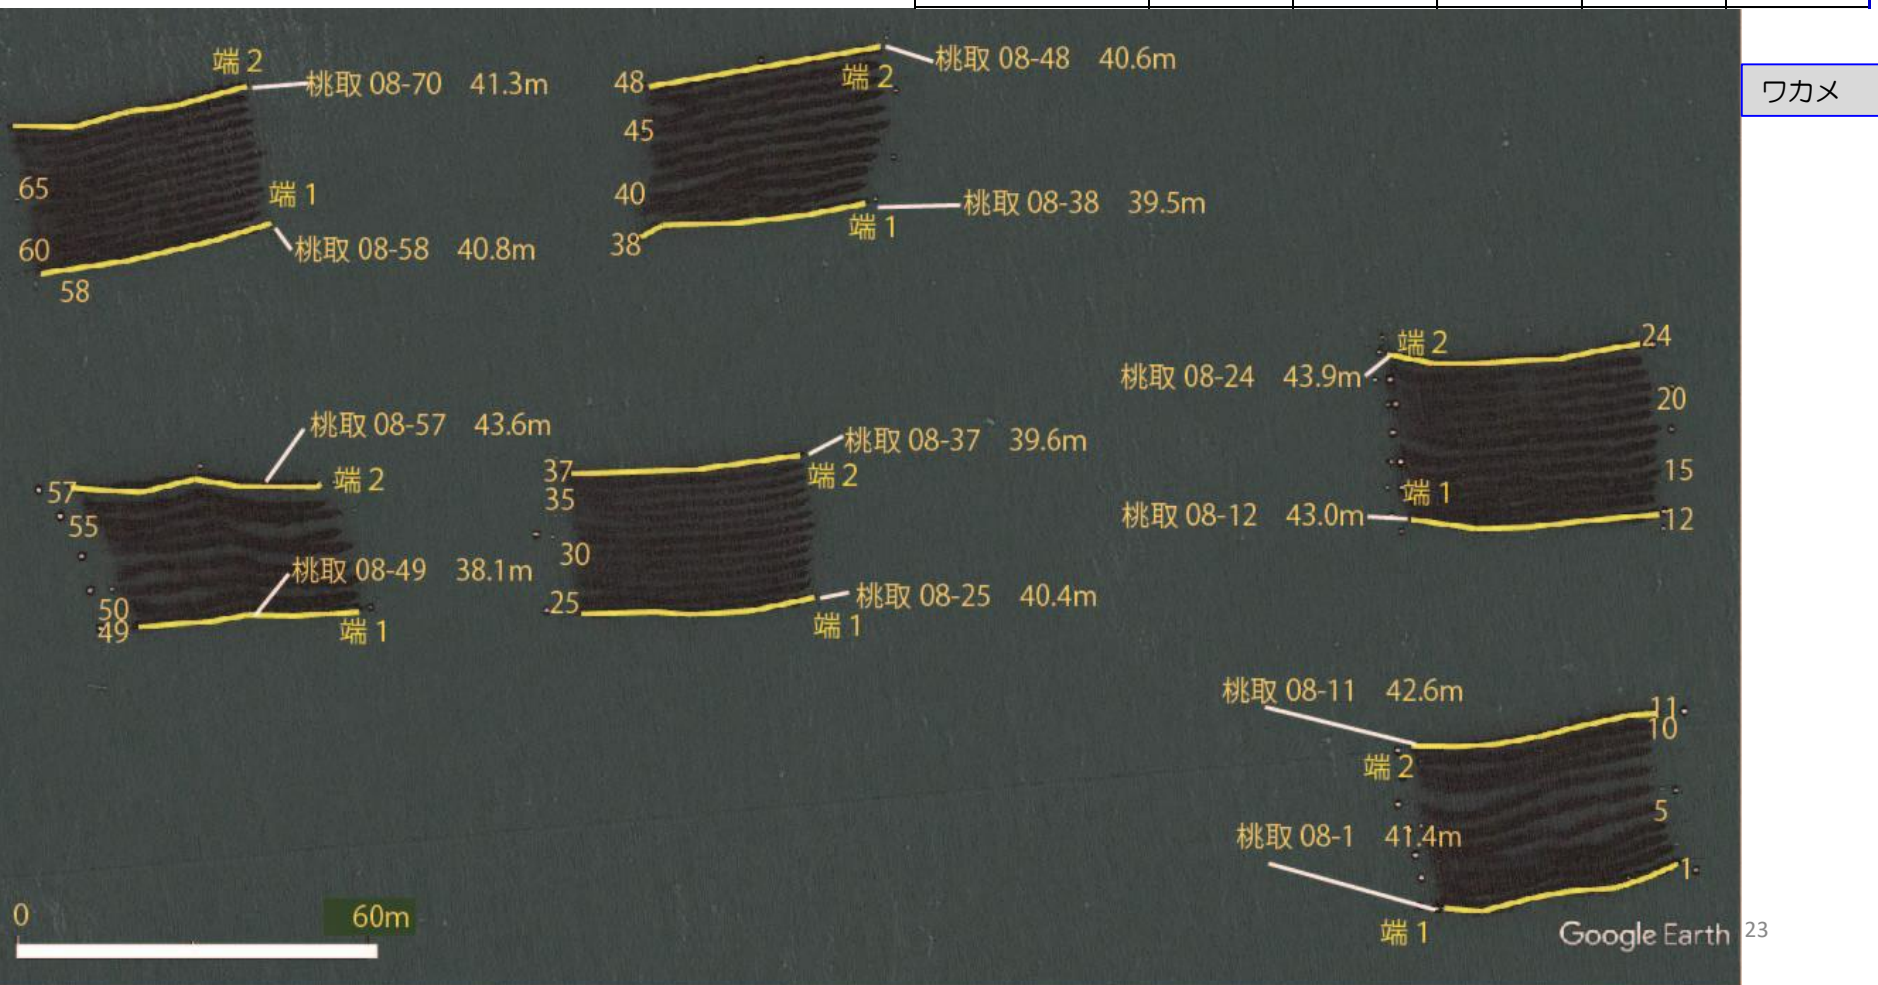 ワカメ
端 2
桃取 08-70 41.3m
65
端 1
60
桃取 08-58 40.8m
58
48
端 2
桃取 08-48 40.6m
45
40
桃取 08-38 39.5m
端 1
38
端 2
24
桃取 08-24 43.9m
20
15
端 1
桃取 08-12 43.0m
12
桃取 08-57 43.6m
57
端 2
55
桃取 08-49 38.1m
50
49
端 1
37
桃取 08-37 39.6m
端 2
35
30
25
桃取 08-25 40.4m
端 1
桃取 08-11 42.6m
11
10
端 2
5
桃取 08-1 41.4m
1
端 1
0 60m
Google Earth
23